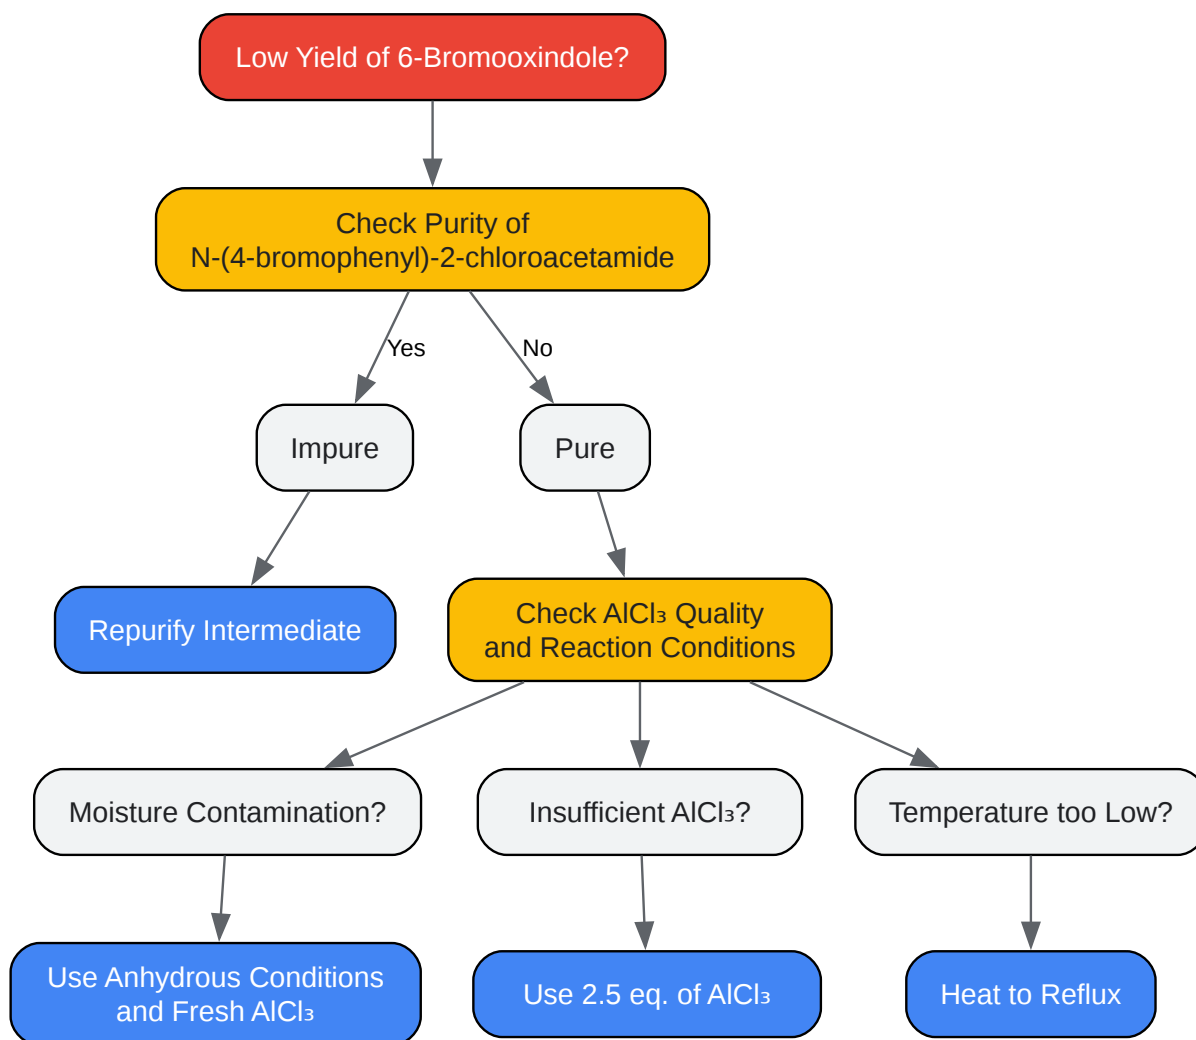 Low Yield of 6-Bromooxindole?
Check Purity of
N-(4-bromophenyl)-2-chloroacetamide
Yes
No
Impure
Pure
Repurify Intermediate
Check AlCl₃ Quality
and Reaction Conditions
Moisture Contamination?
Insufficient AlCl₃?
Temperature too Low?
Use Anhydrous Conditions
and Fresh AlCl₃
Use 2.5 eq. of AlCl₃
Heat to Reflux